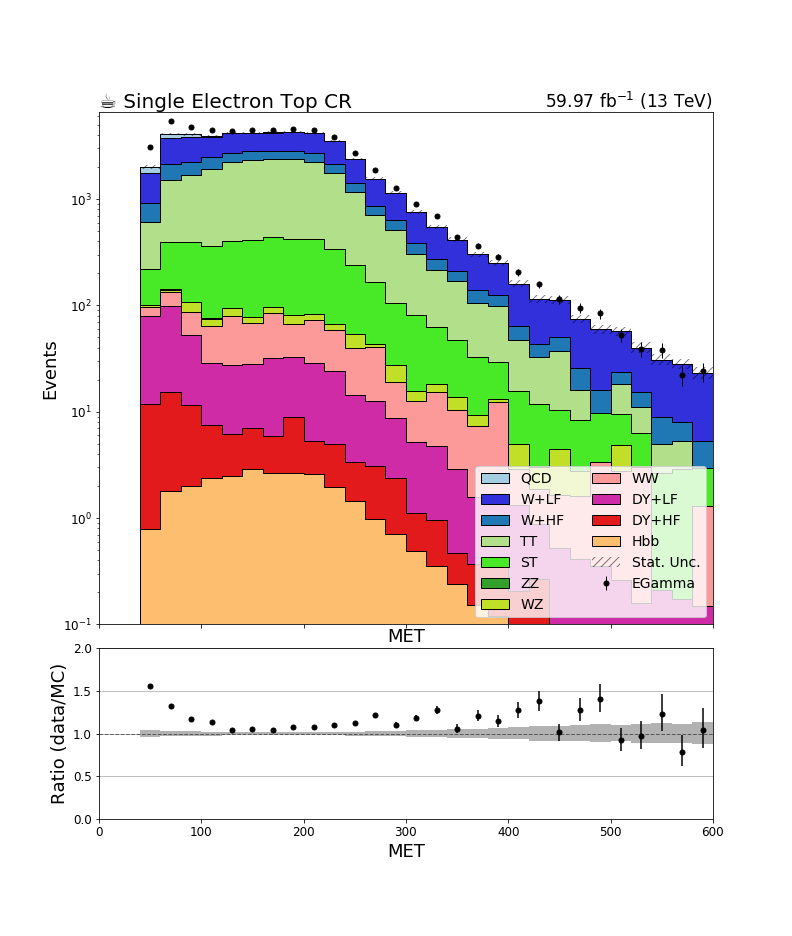 ☕ Single Electron Top CR 59.97 fb⁻¹ (13 TeV)
Events
10³
10²
10¹
10⁰
10⁻¹
QCD WW
W+LF DY+LF
W+HF DY+HF
TT Hbb
ST Stat. Unc.
ZZ EGamma
WZ
MET
Ratio (data/MC)
2.0
1.5
1.0
0.5
0.0
0 100 200 300 400 500 600
MET